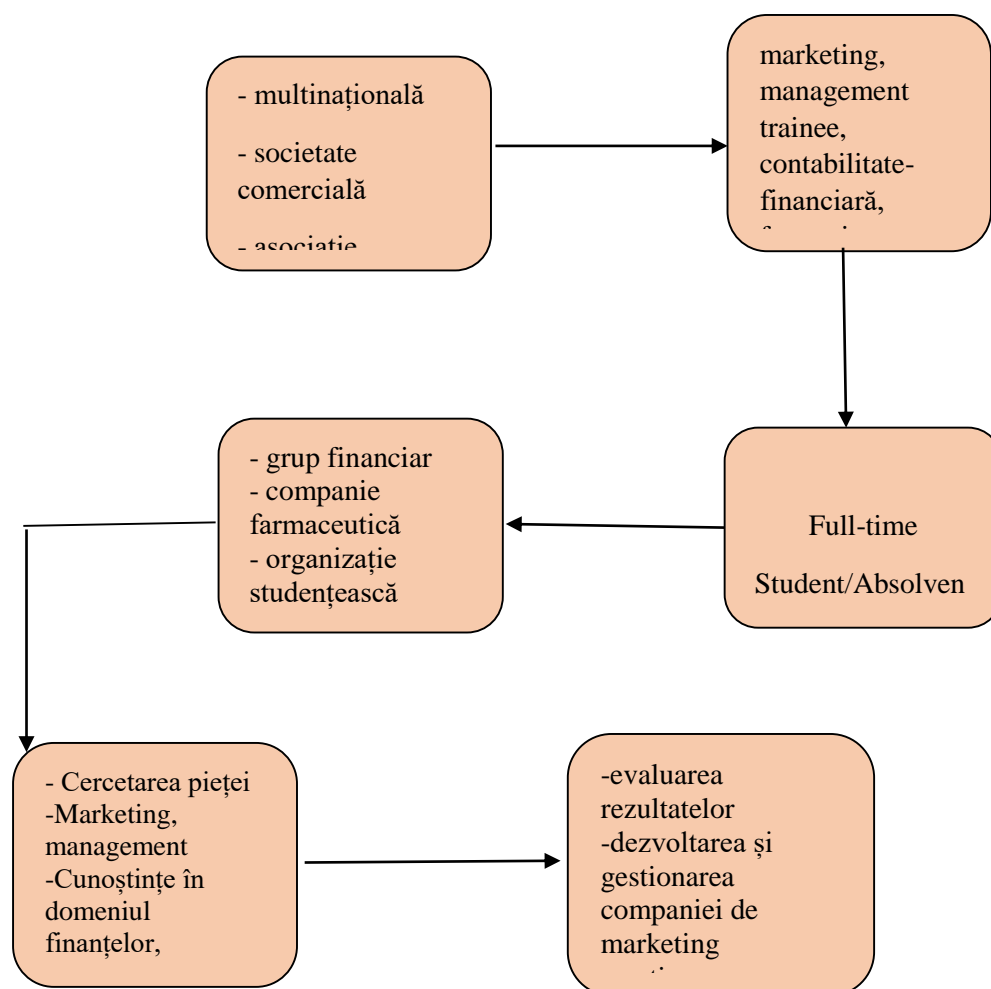 - multinațională
- societate
comercială
- asociație
marketing,
management
trainee,
contabilitate-
financiară,
Full-time
Student/Absolven
- grup financiar
- companie
farmaceutică
- organizație
studențească
- Cercetarea pieței
-Marketing,
management
-Cunoștințe în
domeniul
finanțelor,
-evaluarea
rezultatelor
-dezvoltarea și
gestionarea
companiei de
marketing